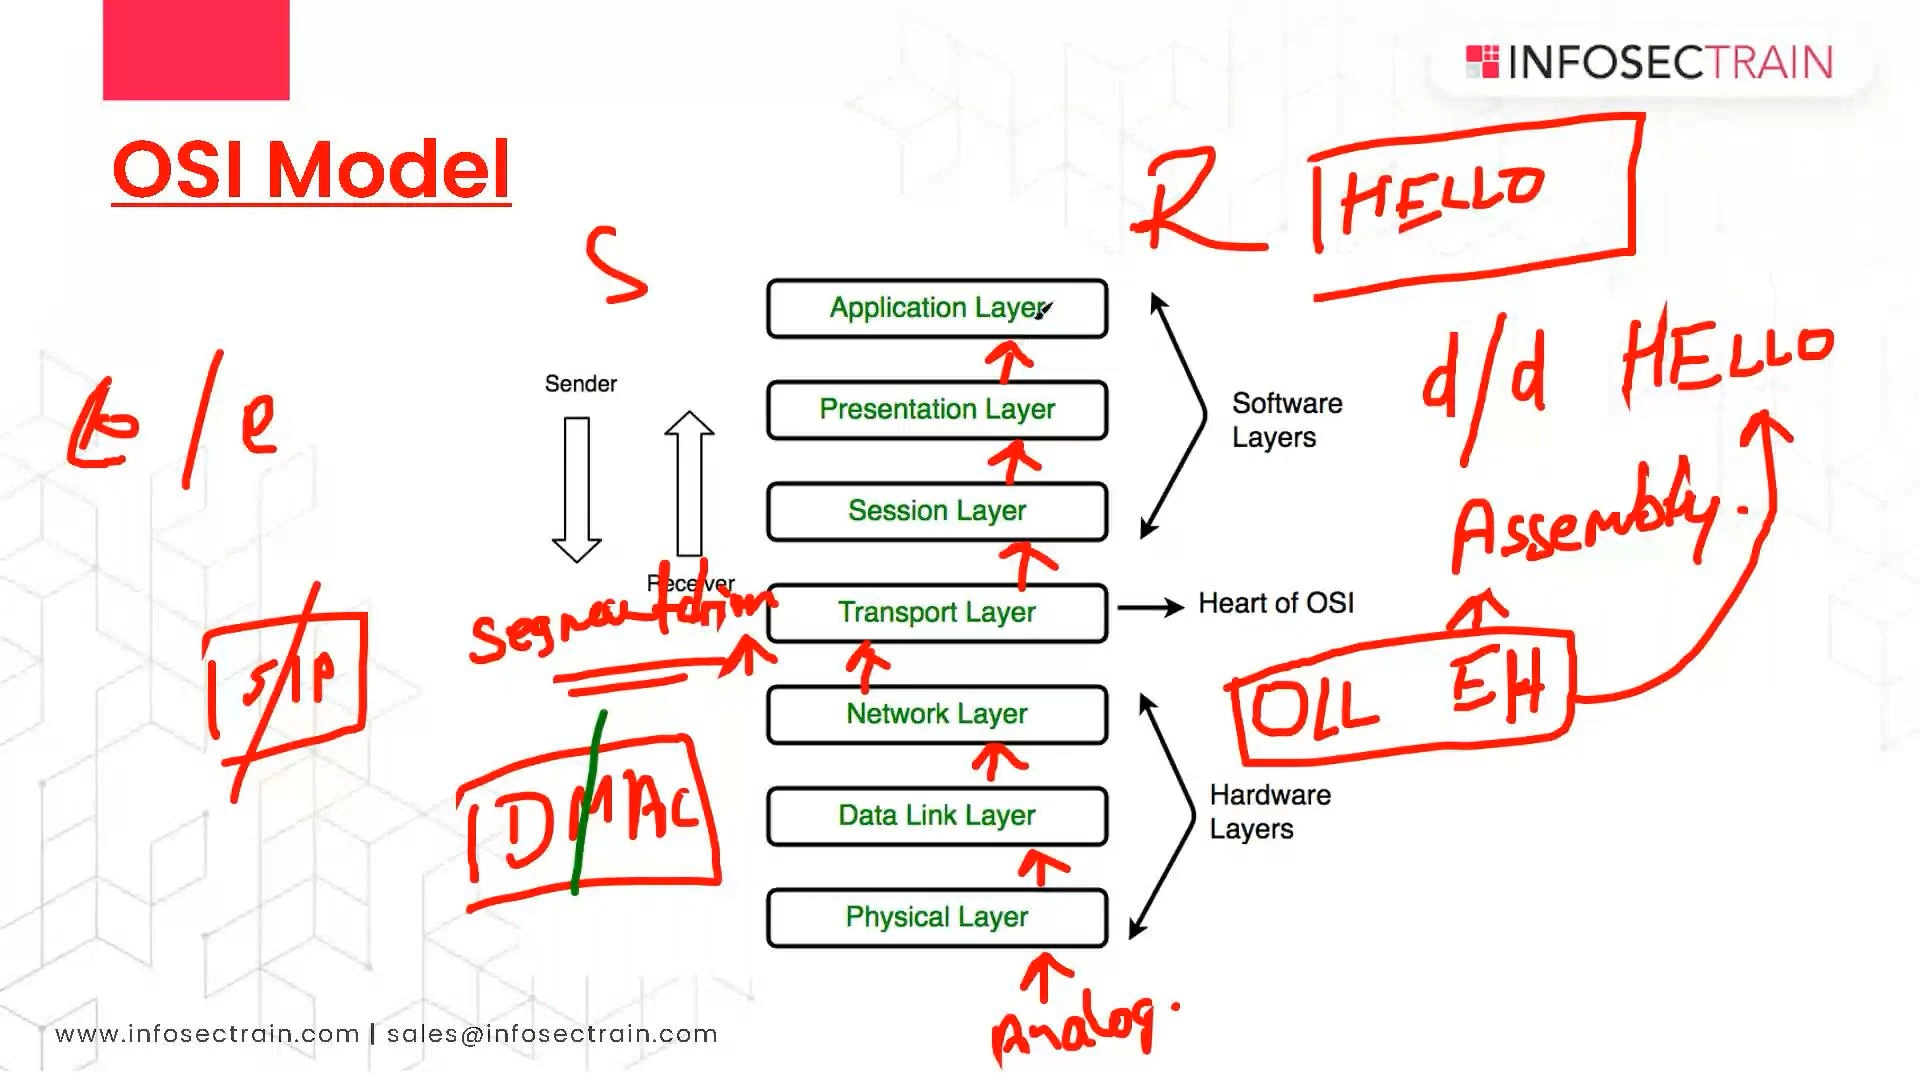 INFOSECTRAIN
OSI Model
S
R
HELLO
Application Layer
Sender
Presentation Layer
Software
Layers
d/d HELLO
E/e
Session Layer
Assembly.
Receiver
Segmentation
Transport Layer
Heart of OSI
SIP
Network Layer
OLL EH
DMAC
Data Link Layer
Hardware
Layers
Physical Layer
Analog.
www.infosectrain.com | sales@infosectrain.com